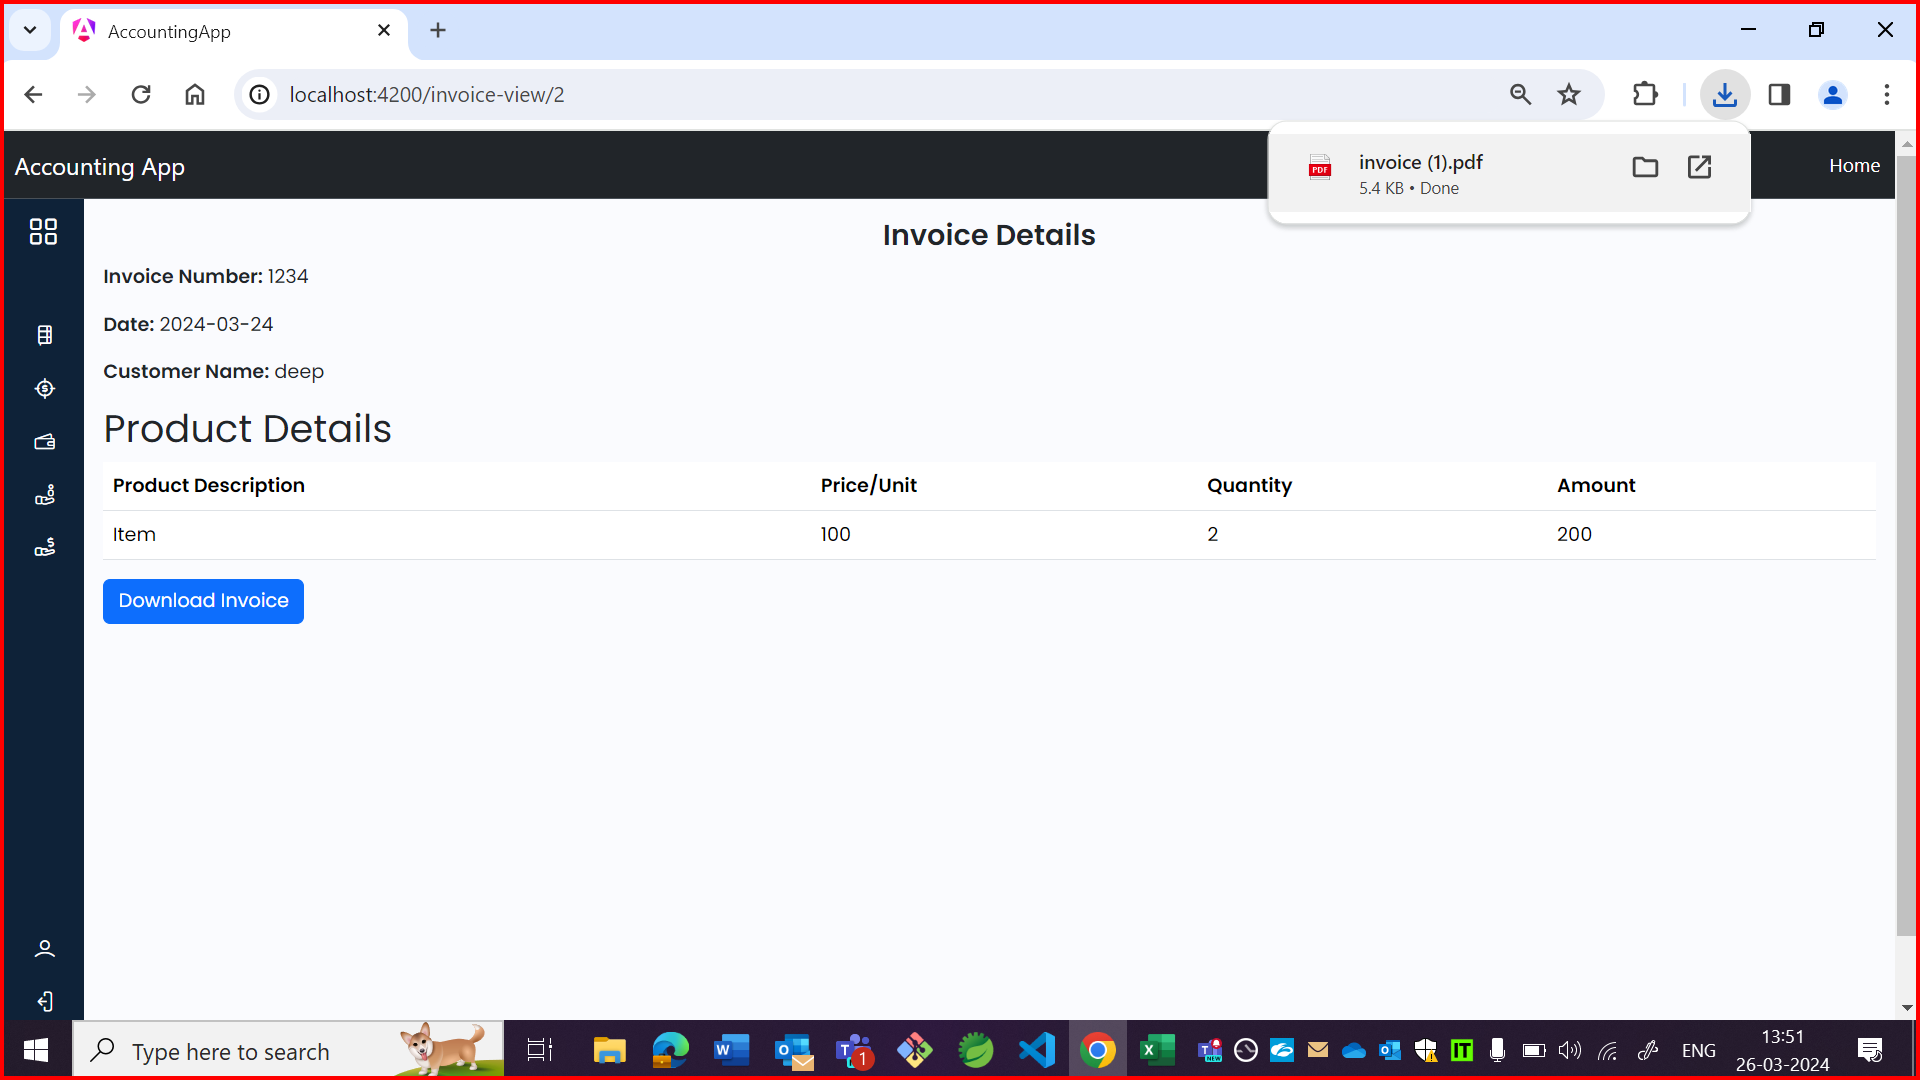 AccountingApp
localhost:4200/invoice-view/2
invoice (1).pdf
5.4 KB • Done
Accounting App
Home
Invoice Details
Invoice Number: 1234
Date: 2024-03-24
Customer Name: deep
Product Details
Product Description Price/Unit Quantity Amount
Item 100 2 200
Download Invoice
Type here to search
1
ENG
13:51
26-03-2024